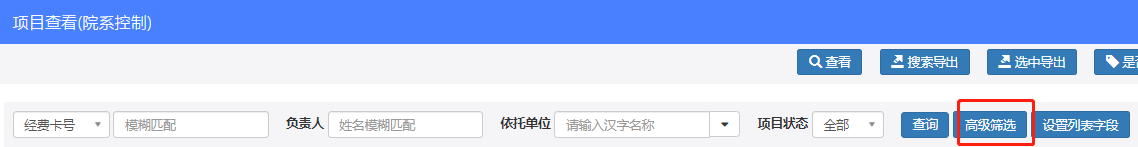 项目查看(院系控制)
查看 搜索导出 选中导出
经费卡号 模糊匹配 负责人 姓名模糊匹配 依托单位 请输入汉字名称 项目状态 全部 查询 高级筛选 设置列表字段